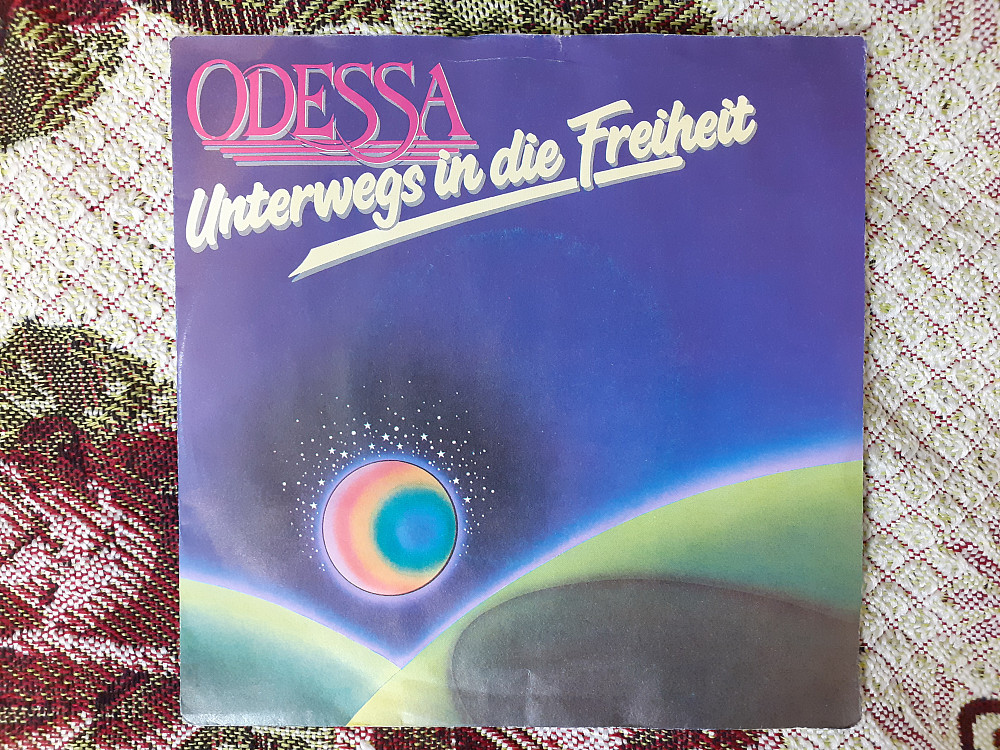 ODESSA
Unterwegs in die Freiheit